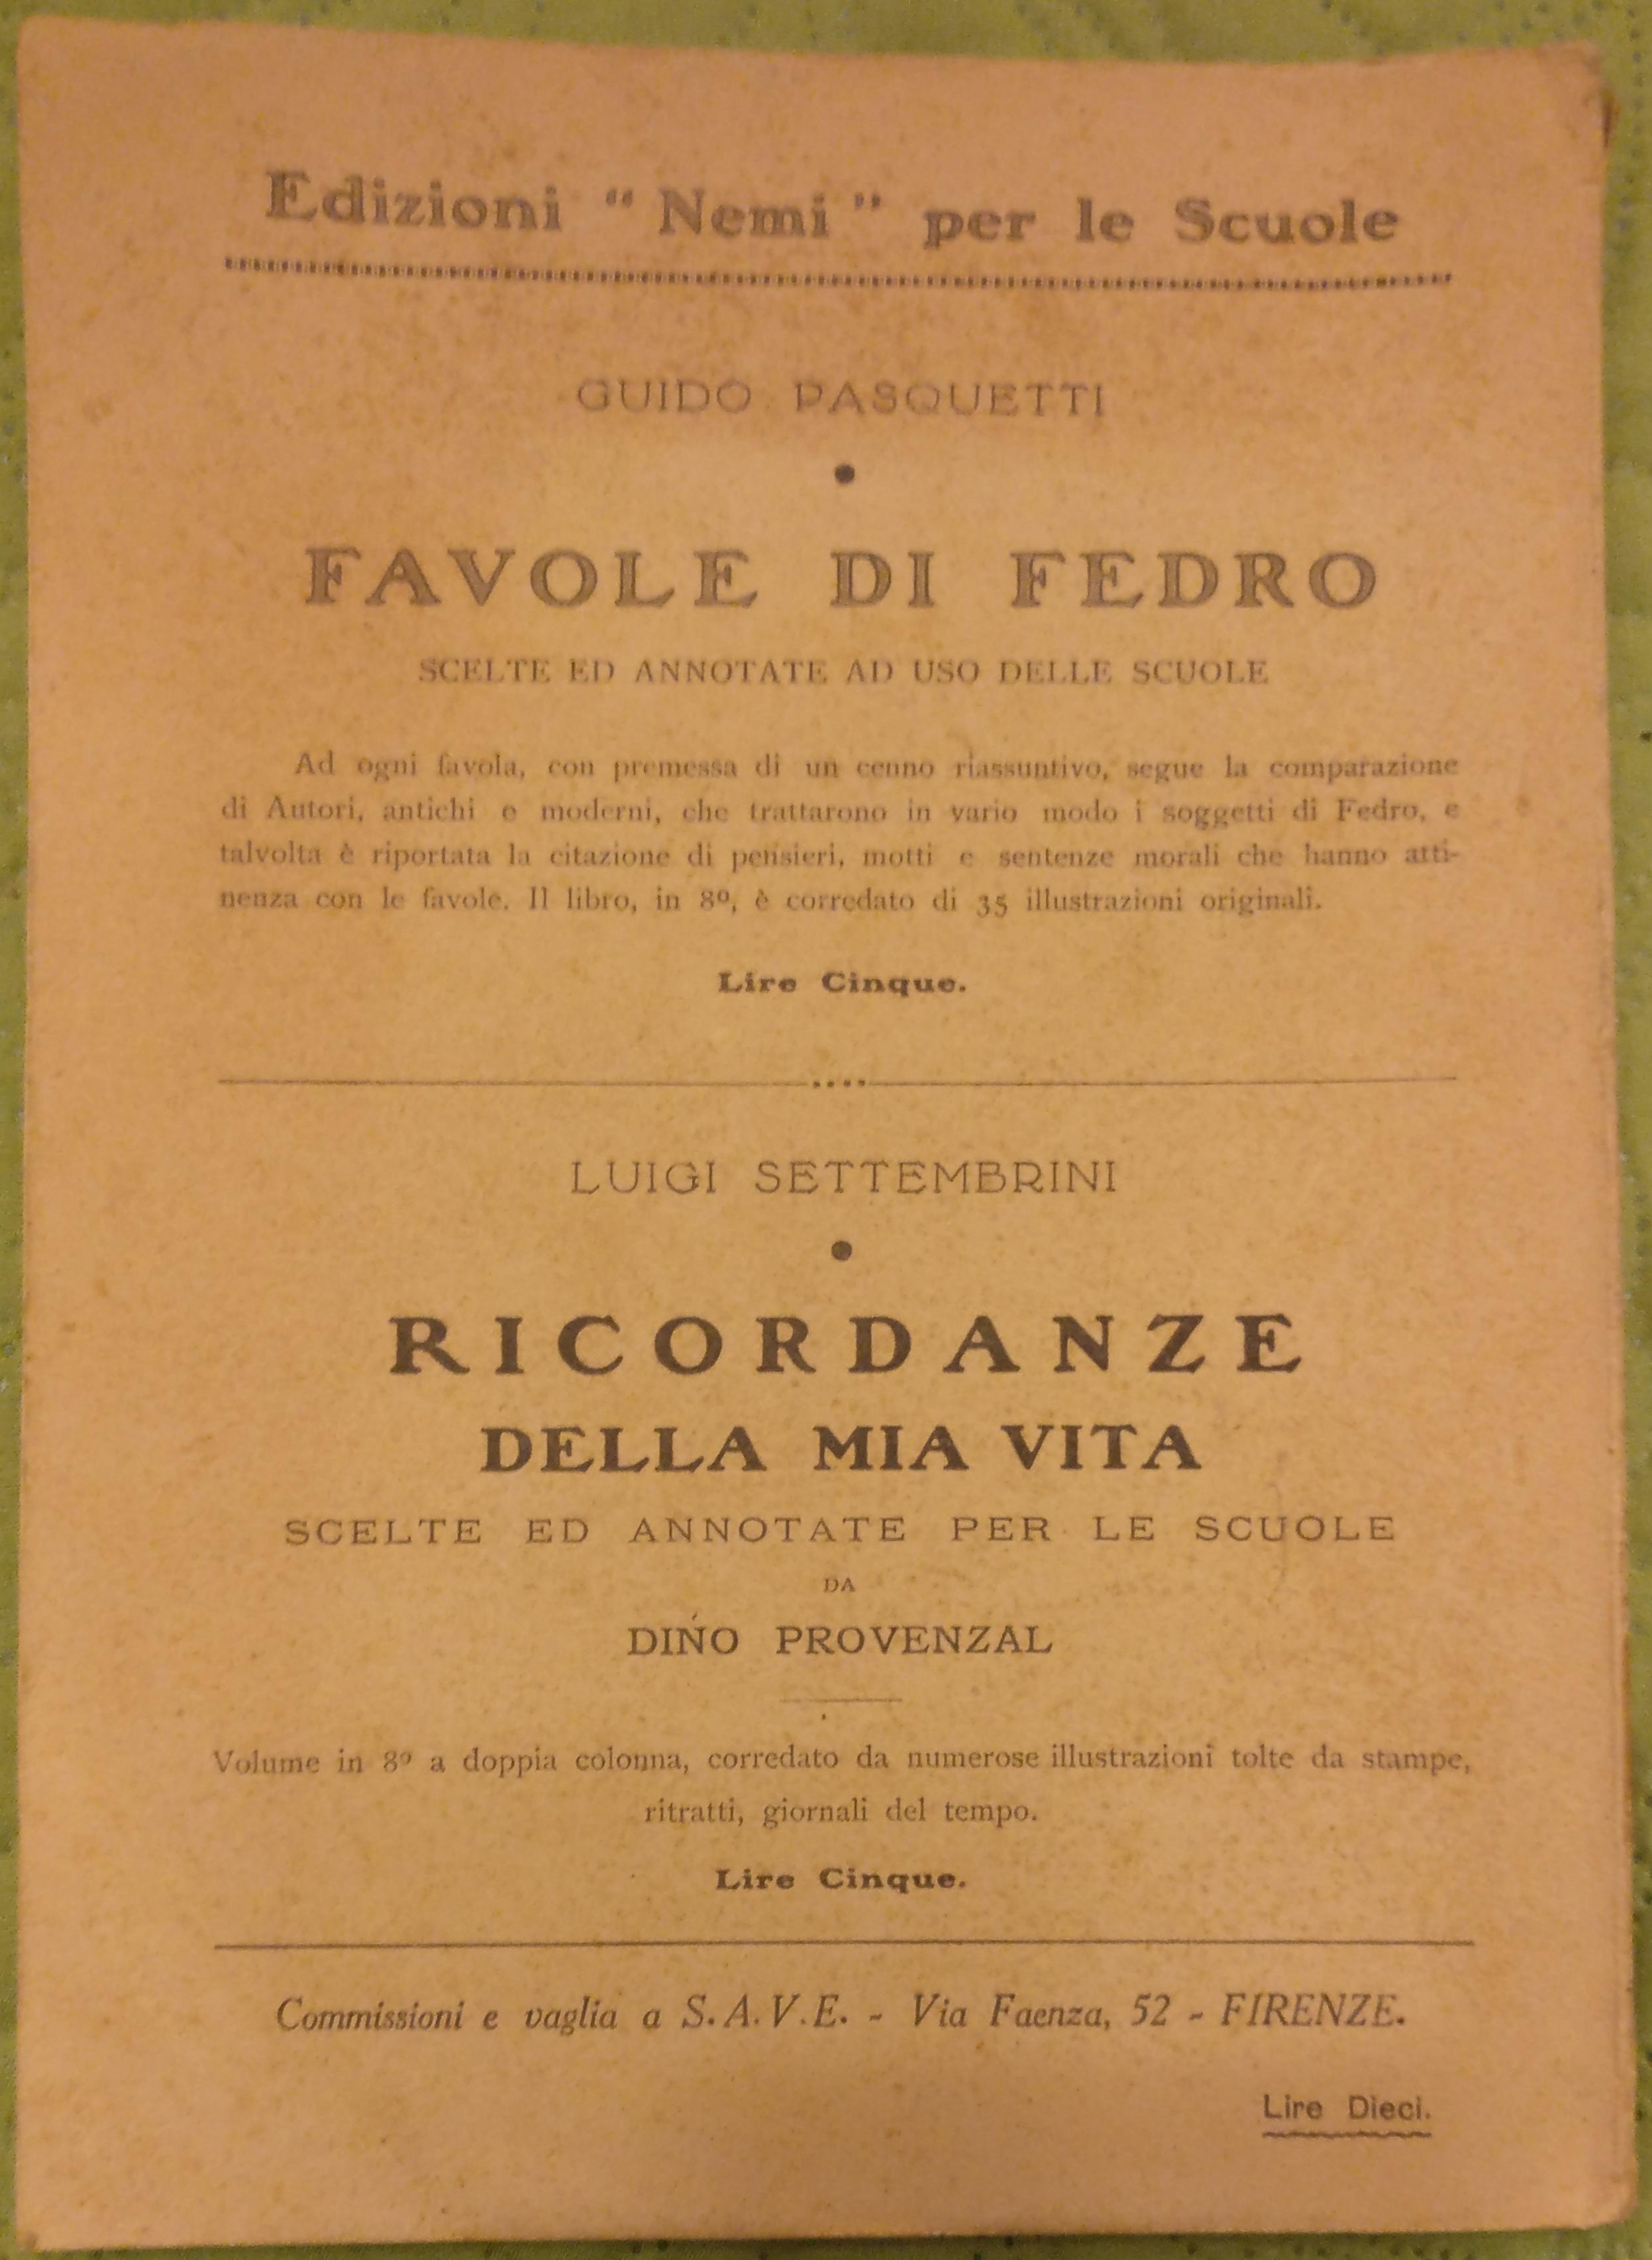 Edizioni “ Nemi ” per le Scuole
GUIDO PASQUETTI
FAVOLE DI FEDRO
SCELTE ED ANNOTATE AD USO DELLE SCUOLE
Ad ogni favola, con premessa di un cenno riassuntivo, segue la comparazione
di Autori, antichi e moderni, che trattarono in vario modo i soggetti di Fedro, e
talvolta è riportata la citazione di pensieri, motti e sentenze morali che hanno atti-
nenza con le favole. Il libro, in 8º, è corredato di 35 illustrazioni originali.
Lire Cinque.
LUIGI SETTEMBRINI
RICORDANZE
DELLA MIA VITA
SCELTE ED ANNOTATE PER LE SCUOLE
DA
DINO PROVENZAL
Volume in 8º a doppia colonna, corredato da numerose illustrazioni tolte da stampe,
ritratti, giornali del tempo.
Lire Cinque.
Commissioni e vaglia a S.A.V.E. - Via Faenza, 52 - FIRENZE.
Lire Dieci.